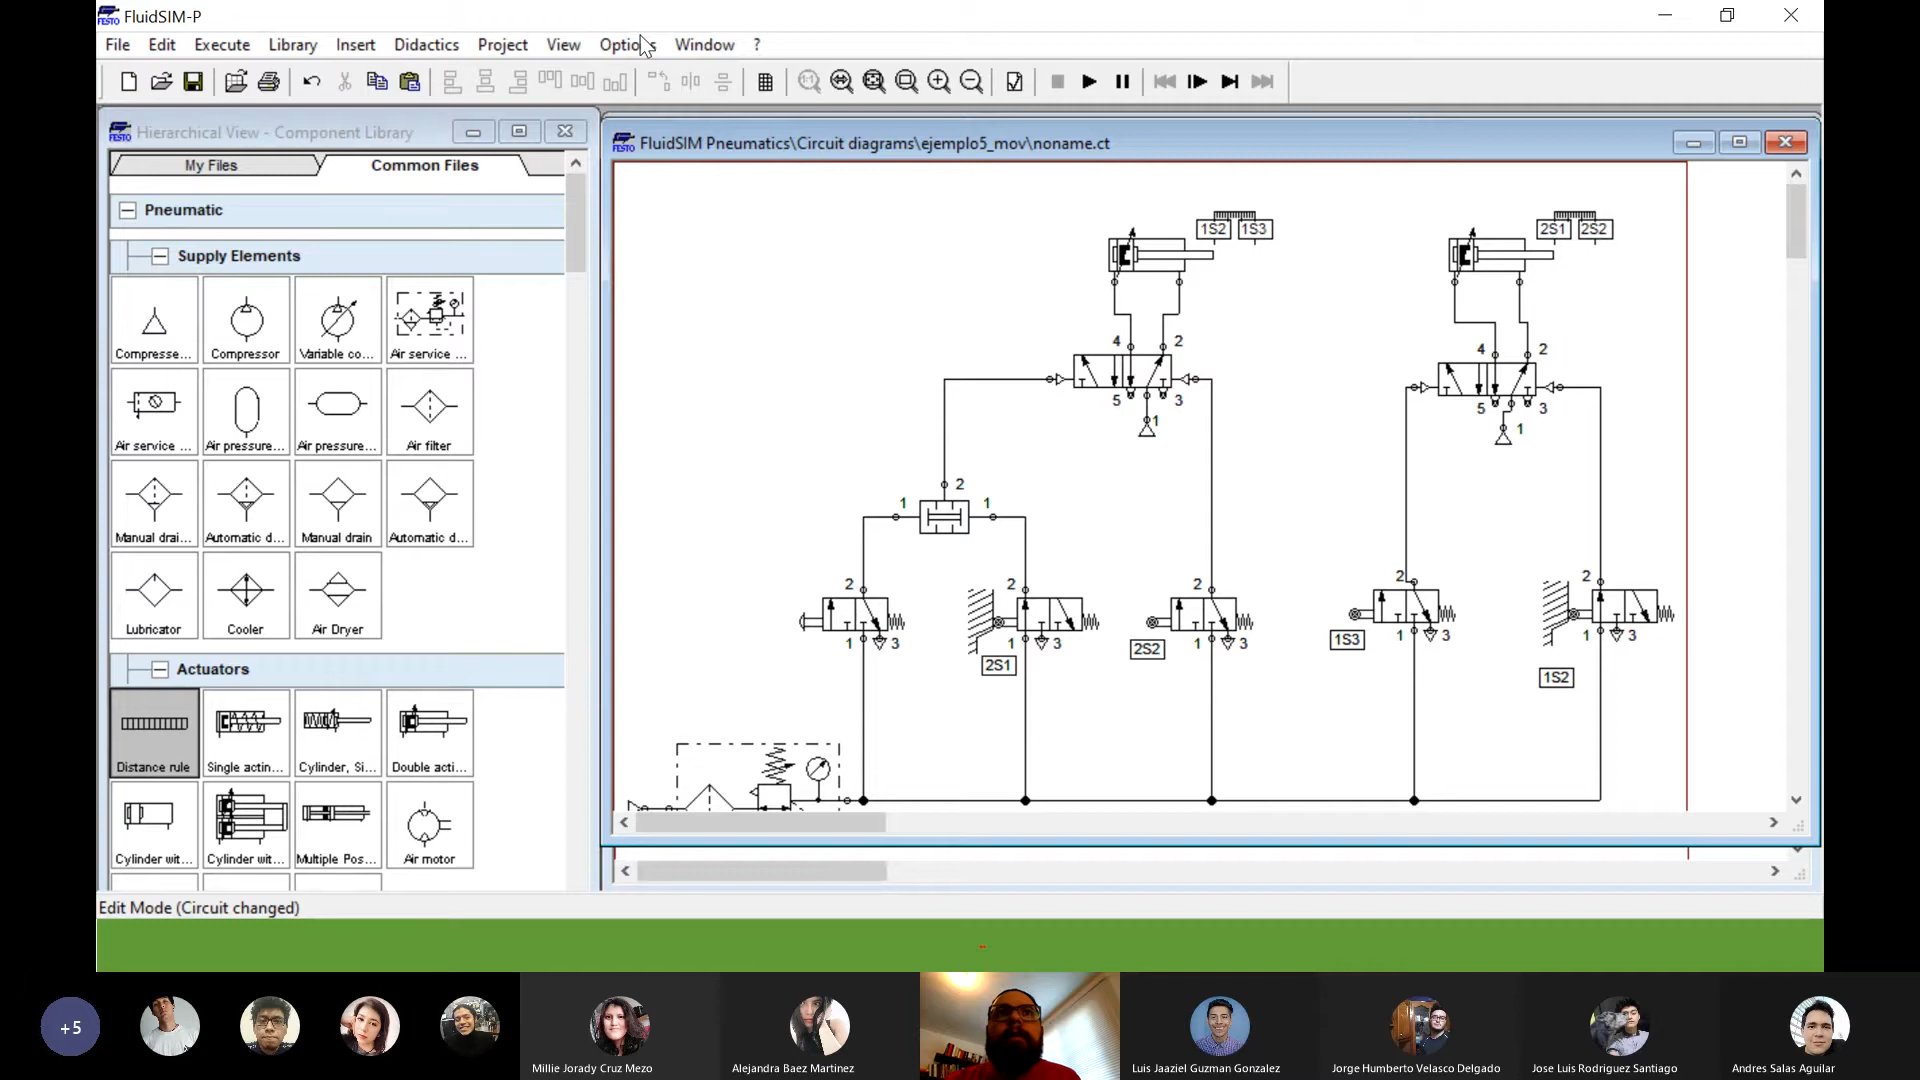 FESTO FluidSIM-P
File Edit Execute Library Insert Didactics Project View Options Window ?
FESTO Hierarchical View - Component Library
My Files Common Files
Pneumatic
Supply Elements
Compresse... Compressor Variable co... Air service ...
Air service ... Air pressure... Air pressure... Air filter
Manual drai... Automatic d... Manual drain Automatic d...
Lubricator Cooler Air Dryer
Actuators
Distance rule Single actin... Cylinder, Si... Double acti...
Cylinder wit... Cylinder wit... Multiple Pos... Air motor
FESTO FluidSIM Pneumatics\Circuit diagrams\ejemplo5_mov\noname.ct
1S2 1S3 2S1 2S2
4 2 4 2
5 3 5 3
1 1
2
1 1
2 2 2 2 2
1 3 1 3 1 3 1 3 1 3
2S1 2S2 1S3 1S2
Edit Mode (Circuit changed)
+5
Millie Jorady Cruz Mezo
Alejandra Baez Martinez
Luis Jaaziel Guzman Gonzalez
Jorge Humberto Velasco Delgado
Jose Luis Rodriguez Santiago
Andres Salas Aguilar